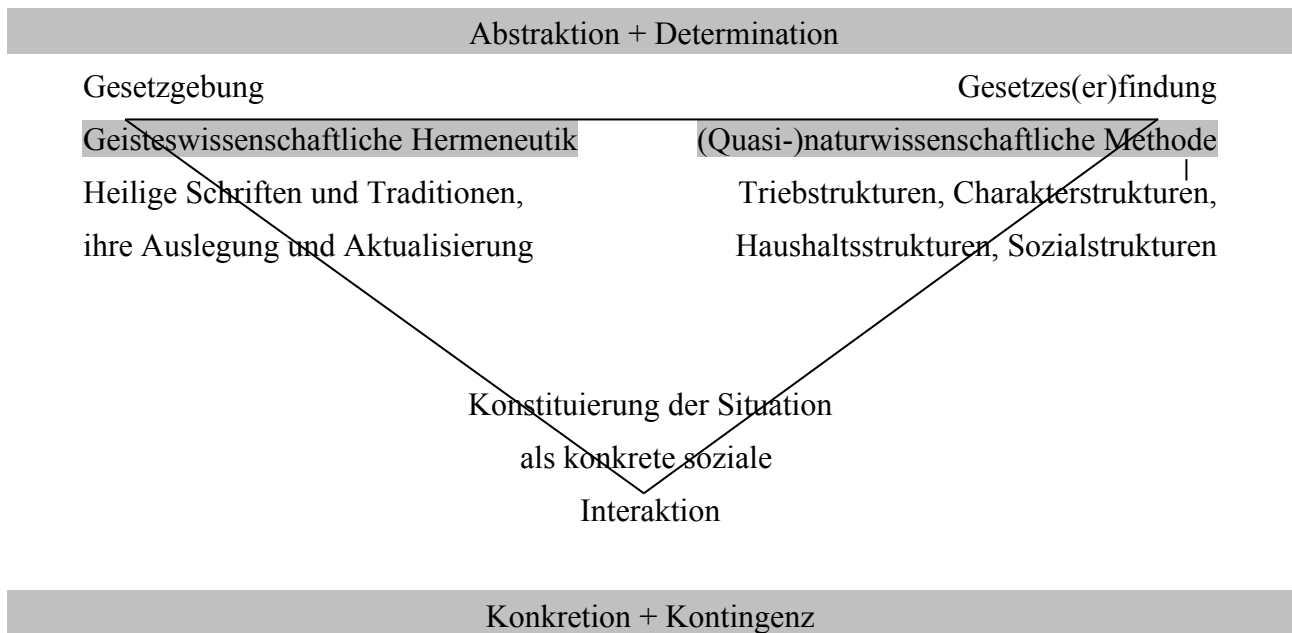 Abstraktion + Determination
Gesetzgebung Gesetzes(er)findung
Geisteswissenschaftliche Hermeneutik (Quasi-)naturwissenschaftliche Methode
Heilige Schriften und Traditionen, Triebstrukturen, Charakterstrukturen,
ihre Auslegung und Aktualisierung Haushaltsstrukturen, Sozialstrukturen
Konstituierung der Situation
als konkrete soziale
Interaktion
Konkretion + Kontingenz